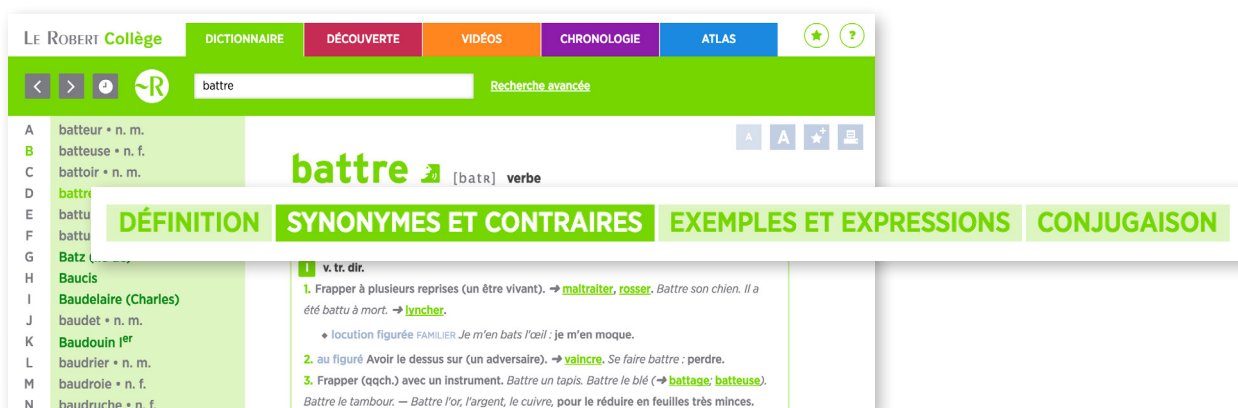 LE ROBERT Collège
DICTIONNAIRE DÉCOUVERTE VIDÉOS CHRONOLOGIE ATLAS ?
R battre Recherche avancée
A batteur • n. m.
B batteuse • n. f.
C battoir • n. m.
D battre
E battu
F battu
G Batz
H Baucis
I Baudelaire (Charles)
J baudet • n. m.
K Baudouin Ier
L baudrier • n. m.
M baudroie • n. f.
N baudruche • n. f.
A A
battre [batʀ] verbe
DÉFINITION SYNONYMES ET CONTRAIRES EXEMPLES ET EXPRESSIONS CONJUGAISON
I v. tr. dir.
1. Frapper à plusieurs reprises (un être vivant). ➔ maltraiter, rosser. Battre son chien. Il a
été battu à mort. ➔ lyncher.
◆ locution figurée FAMILIER Je m'en bats l'œil : je m'en moque.
2. au figuré Avoir le dessus sur (un adversaire). ➔ vaincre. Se faire battre : perdre.
3. Frapper (qqch.) avec un instrument. Battre un tapis. Battre le blé (➔ battage; batteuse).
Battre le tambour. — Battre l'or, l'argent, le cuivre, pour le réduire en feuilles très minces.